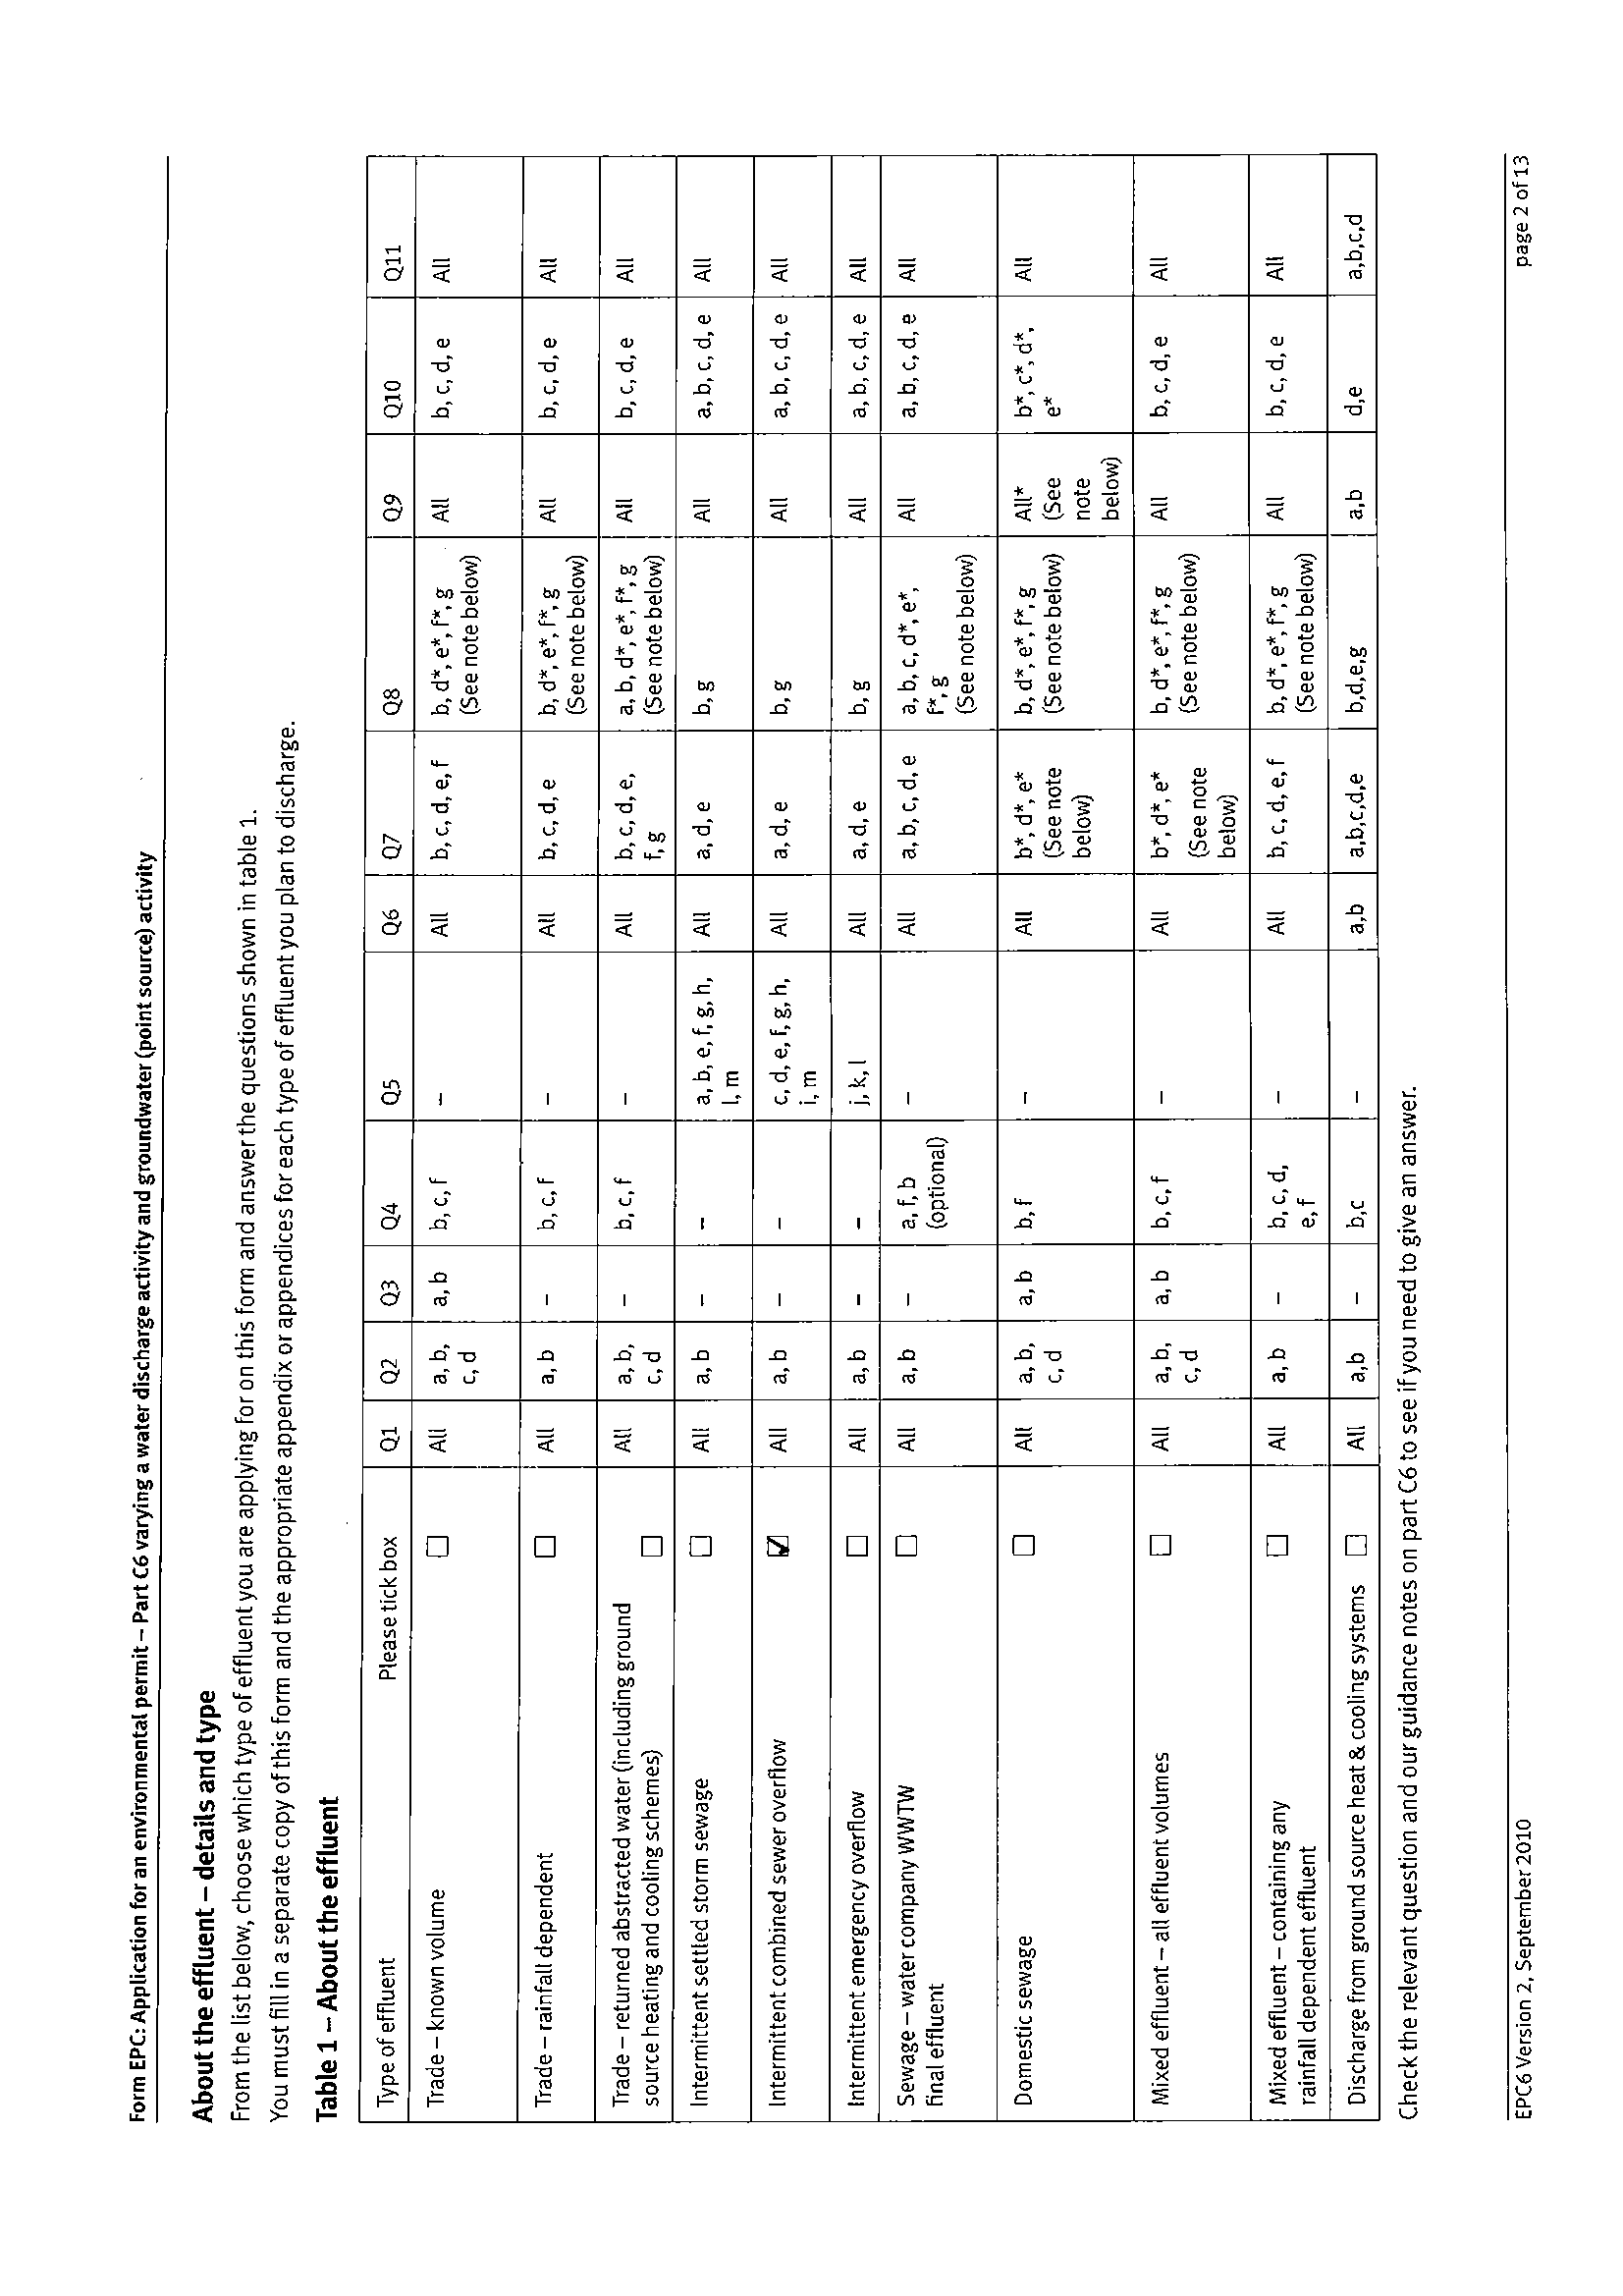 Form EPC: Application for an environmental permit – Part C6 varying a water discharge activity and groundwater (point source) activity
About the effluent – details and type
From the list below, choose which type of effluent you are applying for on this form and answer the questions shown in table 1.
You must fill in a separate copy of this form and the appropriate appendix or appendices for each type of effluent you plan to discharge.
Table 1 – About the effluent
Type of effluent Please tick box Q1 Q2 Q3 Q4 Q5 Q6 Q7 Q8 Q9 Q10 Q11
Trade – known volume All a, b, a, b b, c, f – All b, c, d, e, f b, d*, e*, f*, g All b, c, d, e All
c, d (See note below)
Trade – rainfall dependent All a, b – b, c, f – All b, c, d, e b, d*, e*, f*, g All b, c, d, e All
(See note below)
Trade – returned abstracted water (including ground All a, b, – b, c, f – All b, c, d, e, a, b, d*, e*, f*, g All b, c, d, e All
source heating and cooling schemes) c, d f, g (See note below)
Intermittent settled storm sewage All a, b – – a, b, e, f, g, h, All a, d, e b, g All a, b, c, d, e All
l, m
Intermittent combined sewer overflow All a, b – – c, d, e, f, g, h, All a, d, e b, g All a, b, c, d, e All
i, m
Intermittent emergency overflow All a, b – – j, k, l All a, d, e b, g All a, b, c, d, e All
Sewage – water company WWTW All a, b – a, f, b – All a, b, c, d, e a, b, c, d*, e*, All a, b, c, d, e All
final effluent (optional) f*, g
(See note below)
Domestic sewage All a, b, a, b b, f – All b*, d*, e* b, d*, e*, f*, g All* b*, c*, d*, All
c, d (See note (See note below) (See e*
below) note
below)
Mixed effluent – all effluent volumes All a, b, a, b b, c, f – All b*, d*, e* b, d*, e*, f*, g All b, c, d, e All
c, d (See note (See note below)
below)
Mixed effluent – containing any All a, b – b, c, d, – All b, c, d, e, f b, d*, e*, f*, g All b, c, d, e All
rainfall dependent effluent e, f (See note below)
Discharge from ground source heat & cooling systems All a,b – b,c – a,b a,b,c,d,e b,d,e,g a,b d,e a,b,c,d
Check the relevant question and our guidance notes on part C6 to see if you need to give an answer.
EPC6 Version 2, September 2010 page 2 of 13